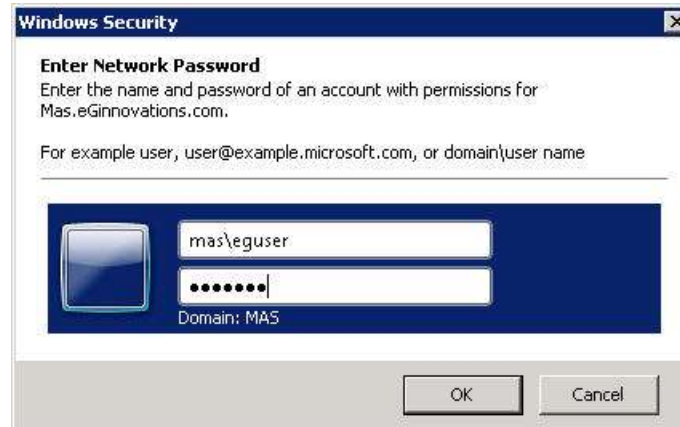 Windows Security
Enter Network Password
Enter the name and password of an account with permissions for
Mas.eGinnovations.com.
For example user, user@example.microsoft.com, or domain\user name
mas\eguser
●●●●●●●
Domain: MAS
OK
Cancel